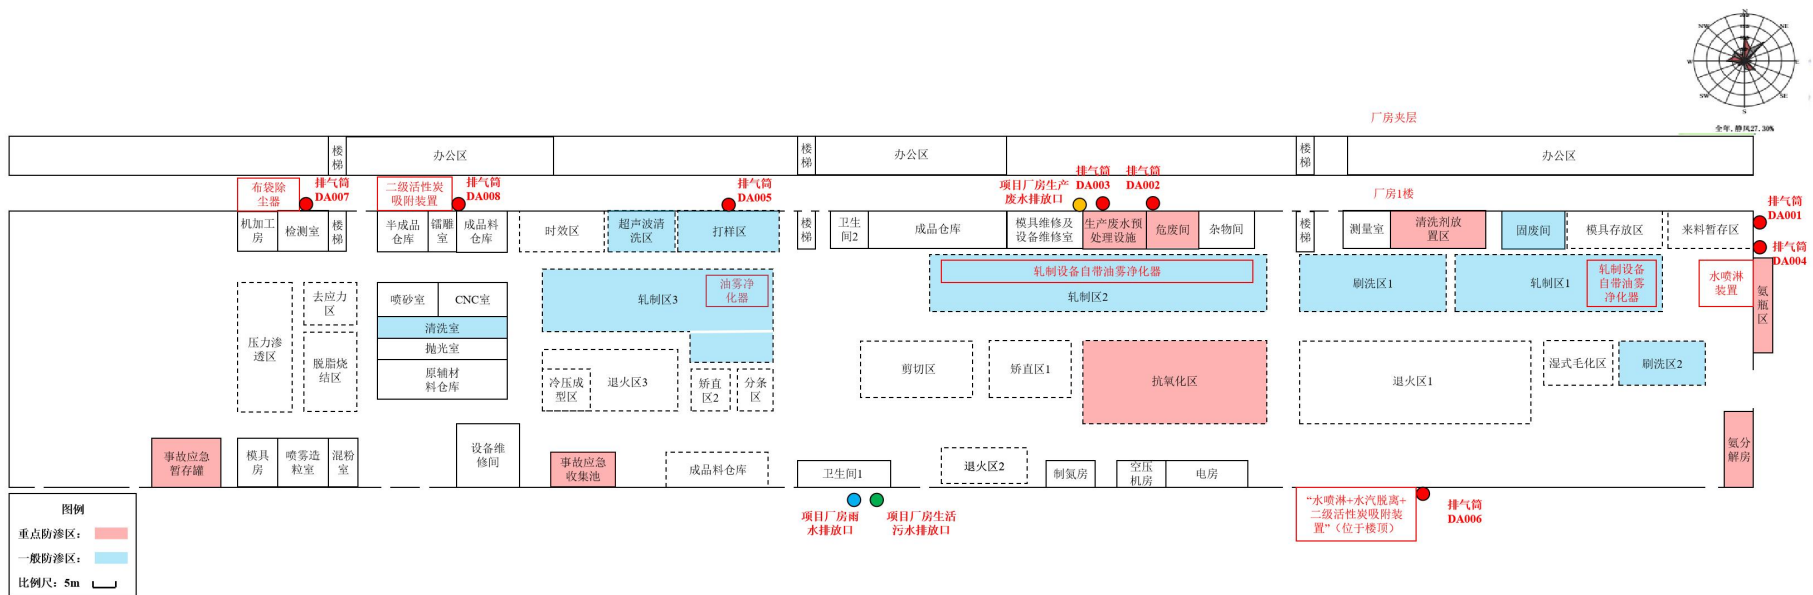 N
NW
NE
W
E
SW
SE
S
全年,静风27.30%
厂房夹层
楼
梯
办公区
楼
梯
办公区
楼
梯
办公区
布袋除
尘器
排气筒
DA007
二级活性炭
吸附装置
排气筒
DA008
排气筒
DA005
项目厂房生产
废水排放口
排气筒
DA003
排气筒
DA002
厂房1楼
排气筒
DA001
机加工
房
检测室
楼
梯
半成品
仓库
镭雕
室
成品料
仓库
时效区
超声波清
洗区
打样区
楼
梯
卫生
间2
成品仓库
模具维修及
设备维修室
生产废水预
处理设施
危废间
杂物间
楼
梯
测量室
清洗剂放
置区
固废间
模具存放区
来料暂存区
排气筒
DA004
压力渗
透区
去应力
区
脱脂烧
结区
喷砂室
CNC室
清洗室
抛光室
原辅材
料仓库
轧制区3
油雾净
化器
轧制设备自带油雾净化器
轧制区2
刷洗区1
轧制区1
轧制设备
自带油雾
净化器
水喷淋
装置
氨
瓶
区
冷压成
型区
退火区3
矫直
区2
分条
区
剪切区
矫直区1
抗氧化区
退火区1
湿式毛化区
刷洗区2
事故应急
暂存罐
模具
房
喷雾造
粒室
混粉
室
设备维
修间
事故应急
收集池
成品料仓库
卫生间1
退火区2
制氮房
空压
机房
电房
氨分
解房
项目厂房雨
水排放口
项目厂房生活
污水排放口
“水喷淋+水汽脱离+
二级活性炭吸附装
置”（位于楼顶）
排气筒
DA006
图例
重点防渗区：
一般防渗区：
比例尺：5m